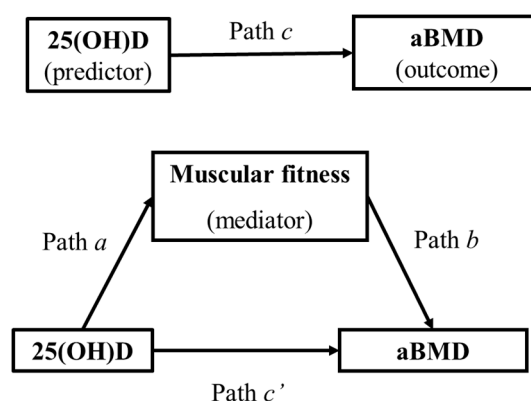 25(OH)D
(predictor)
Path c
aBMD
(outcome)
Muscular fitness
(mediator)
Path a
Path b
25(OH)D
aBMD
Path c’